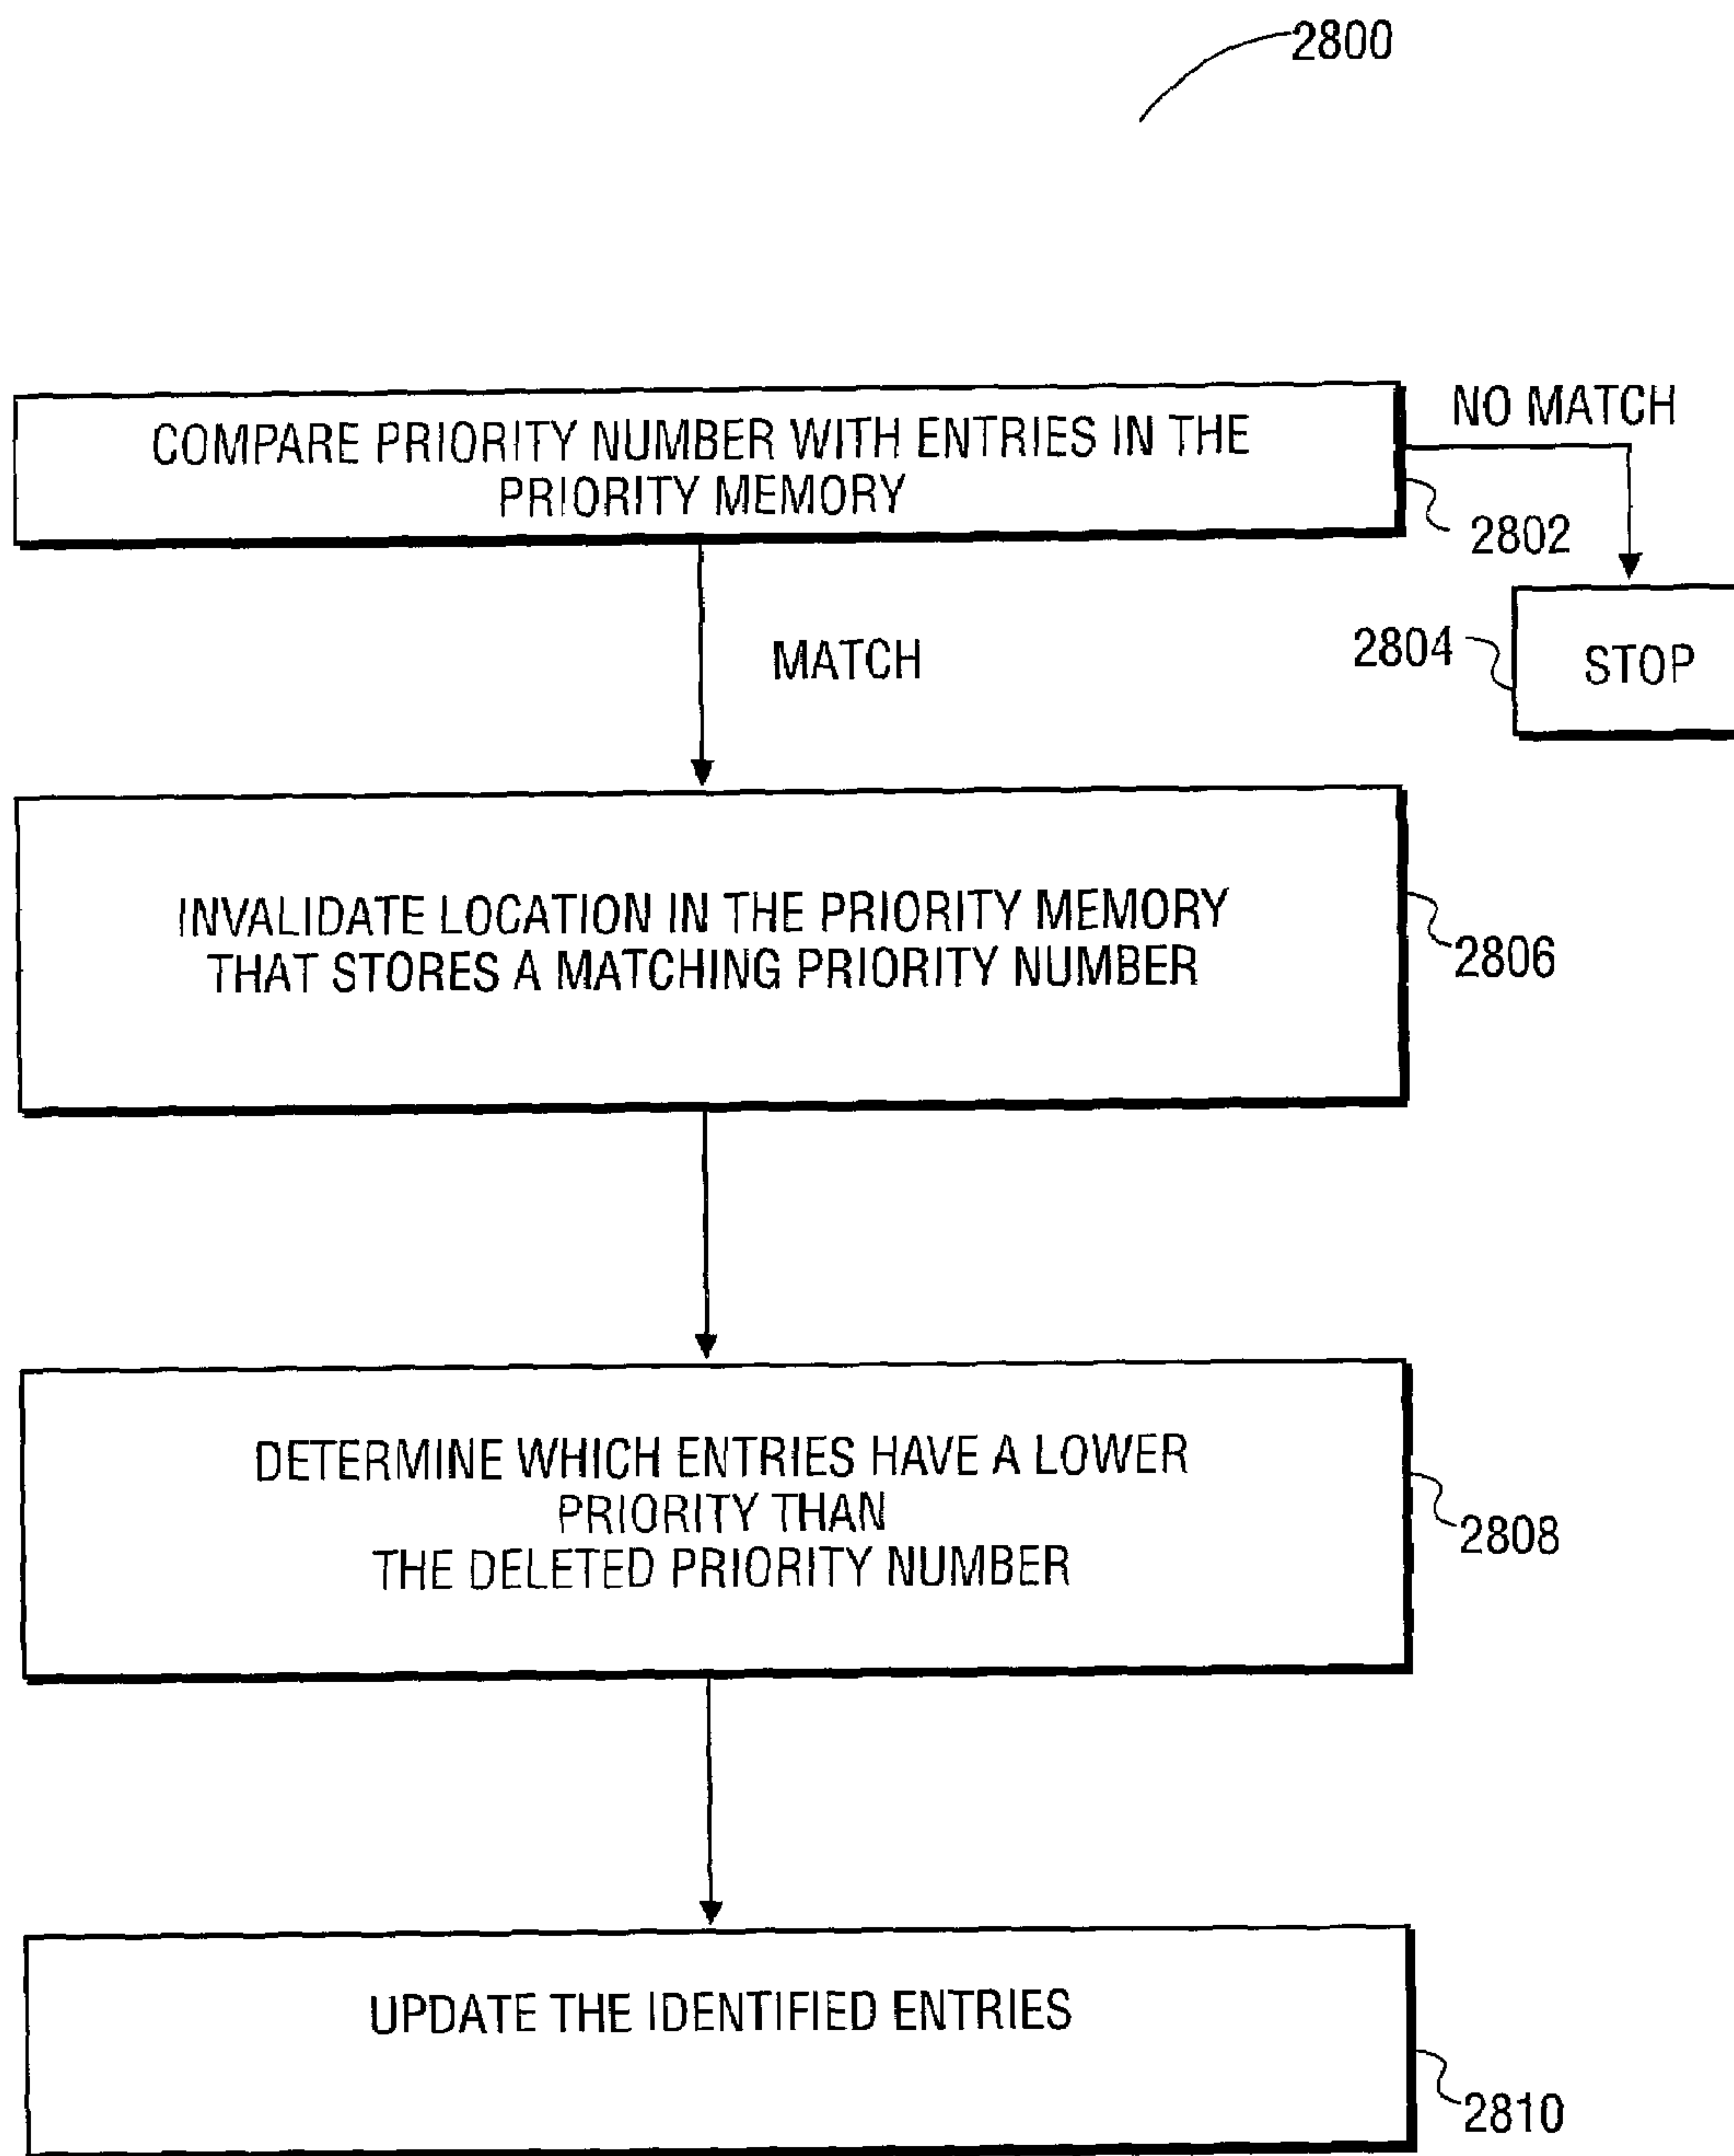 2800
COMPARE PRIORITY NUMBER WITH ENTRIES IN THE
PRIORITY MEMORY
NO MATCH
2802
MATCH
2804
STOP
INVALIDATE LOCATION IN THE PRIORITY MEMORY
THAT STORES A MATCHING PRIORITY NUMBER
2806
DETERMINE WHICH ENTRIES HAVE A LOWER
PRIORITY THAN
THE DELETED PRIORITY NUMBER
2808
UPDATE THE IDENTIFIED ENTRIES
2810